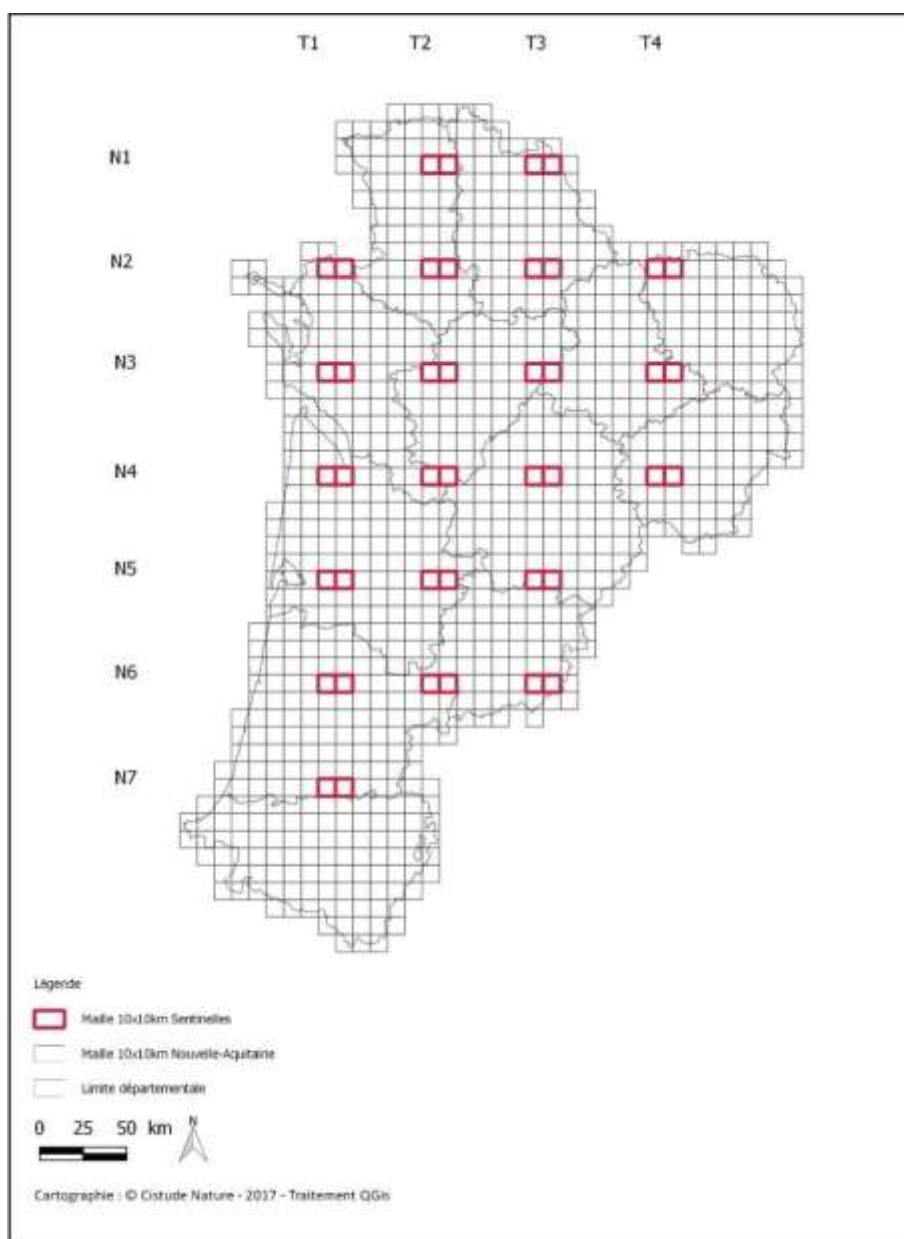 T1 T2 T3 T4
N1
N2
N3
N4
N5
N6
N7
Légende
Maille 10x10km Sentinelles
Maille 10x10km Nouvelle-Aquitaine
Limite départementale
0 25 50 km
N
Cartographie : © Cistude Nature - 2017 - Traitement QGis